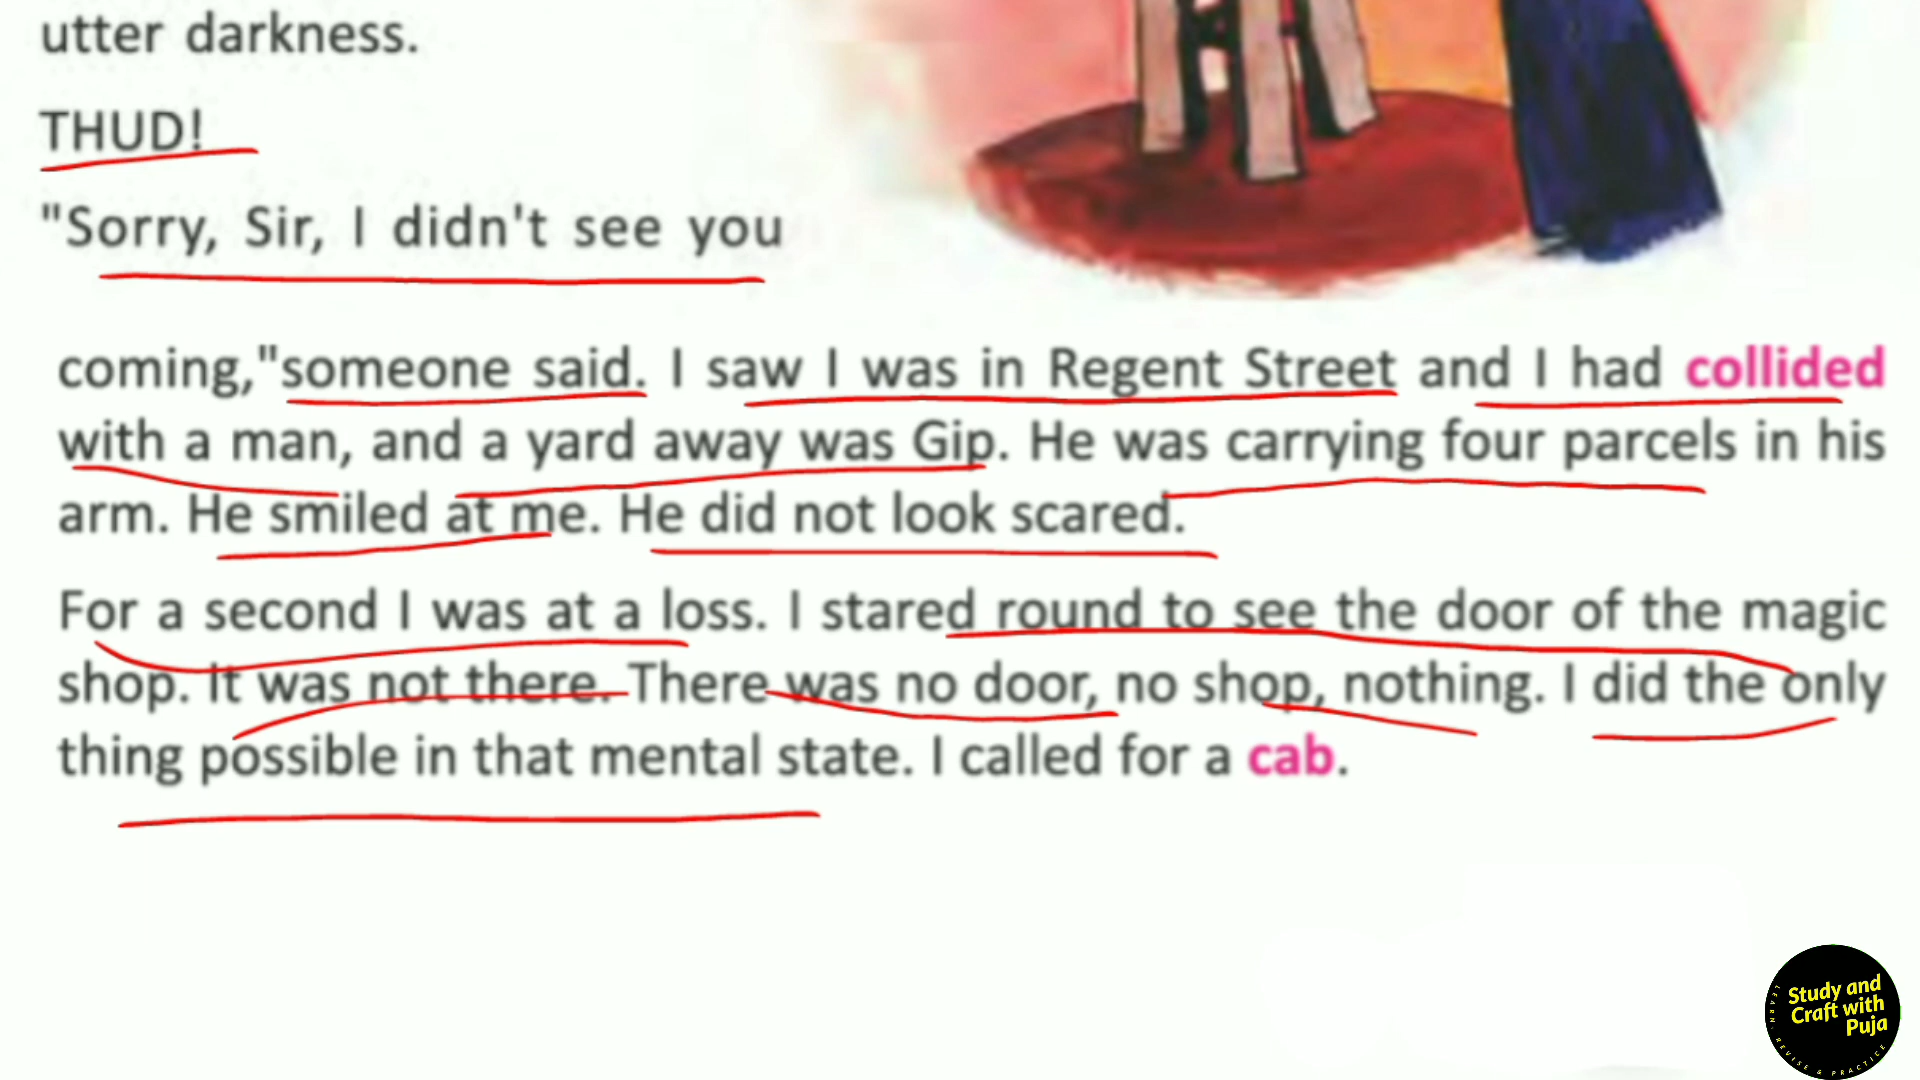 utter darkness.
THUD!
"Sorry, Sir, I didn't see you
coming,"someone said. I saw I was in Regent Street and I had collided
with a man, and a yard away was Gip. He was carrying four parcels in his
arm. He smiled at me. He did not look scared.
For a second I was at a loss. I stared round to see the door of the magic
shop. It was not there. There was no door, no shop, nothing. I did the only
thing possible in that mental state. I called for a cab.
Study and
Craft with
Puja
LEARN, REVISE & PRACTICE